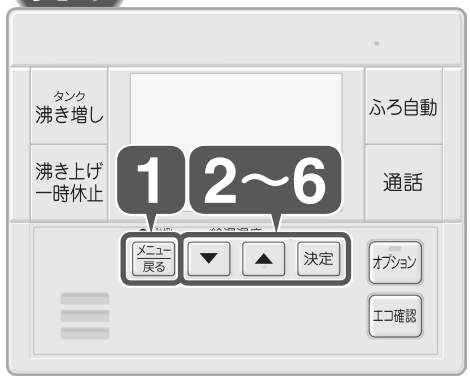 タンク
沸き増し
ふろ自動
沸き上げ
一時休止
通話
1
2〜6
メニュー
戻る
▼
▲
決定
オプション
エコ確認